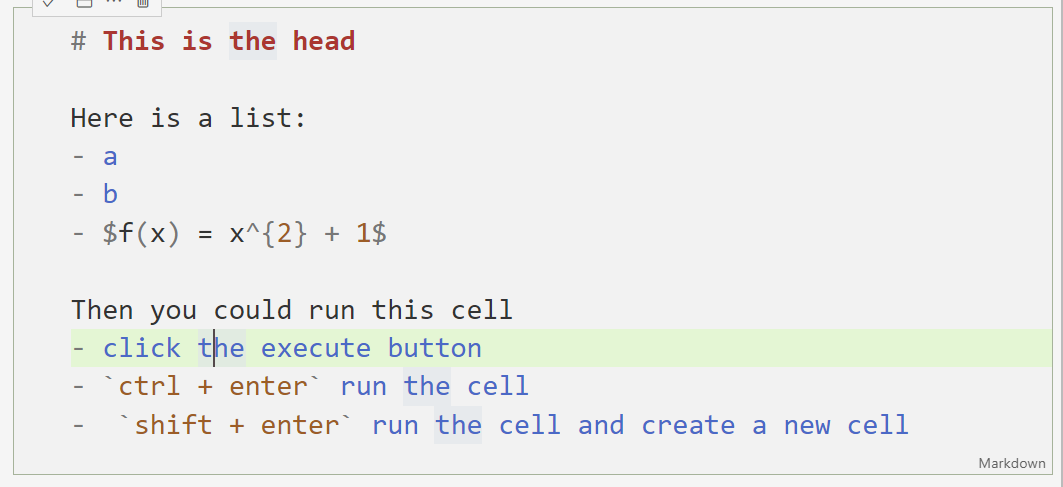 # This is the head
Here is a list:
- a
- b
- $f(x) = x^{2} + 1$
Then you could run this cell
- click the execute button
- `ctrl + enter` run the cell
-  `shift + enter` run the cell and create a new cell
Markdown